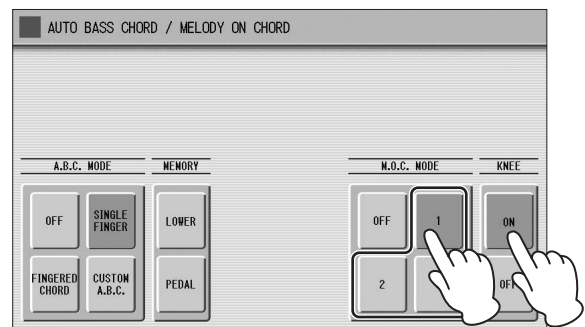 AUTO BASS CHORD / MELODY ON CHORD
A.B.C. MODE
MEMORY
M.O.C. MODE
KNEE
OFF
SINGLE
FINGER
LOWER
OFF
1
ON
FINGERED
CHORD
CUSTOM
A.B.C.
PEDAL
2